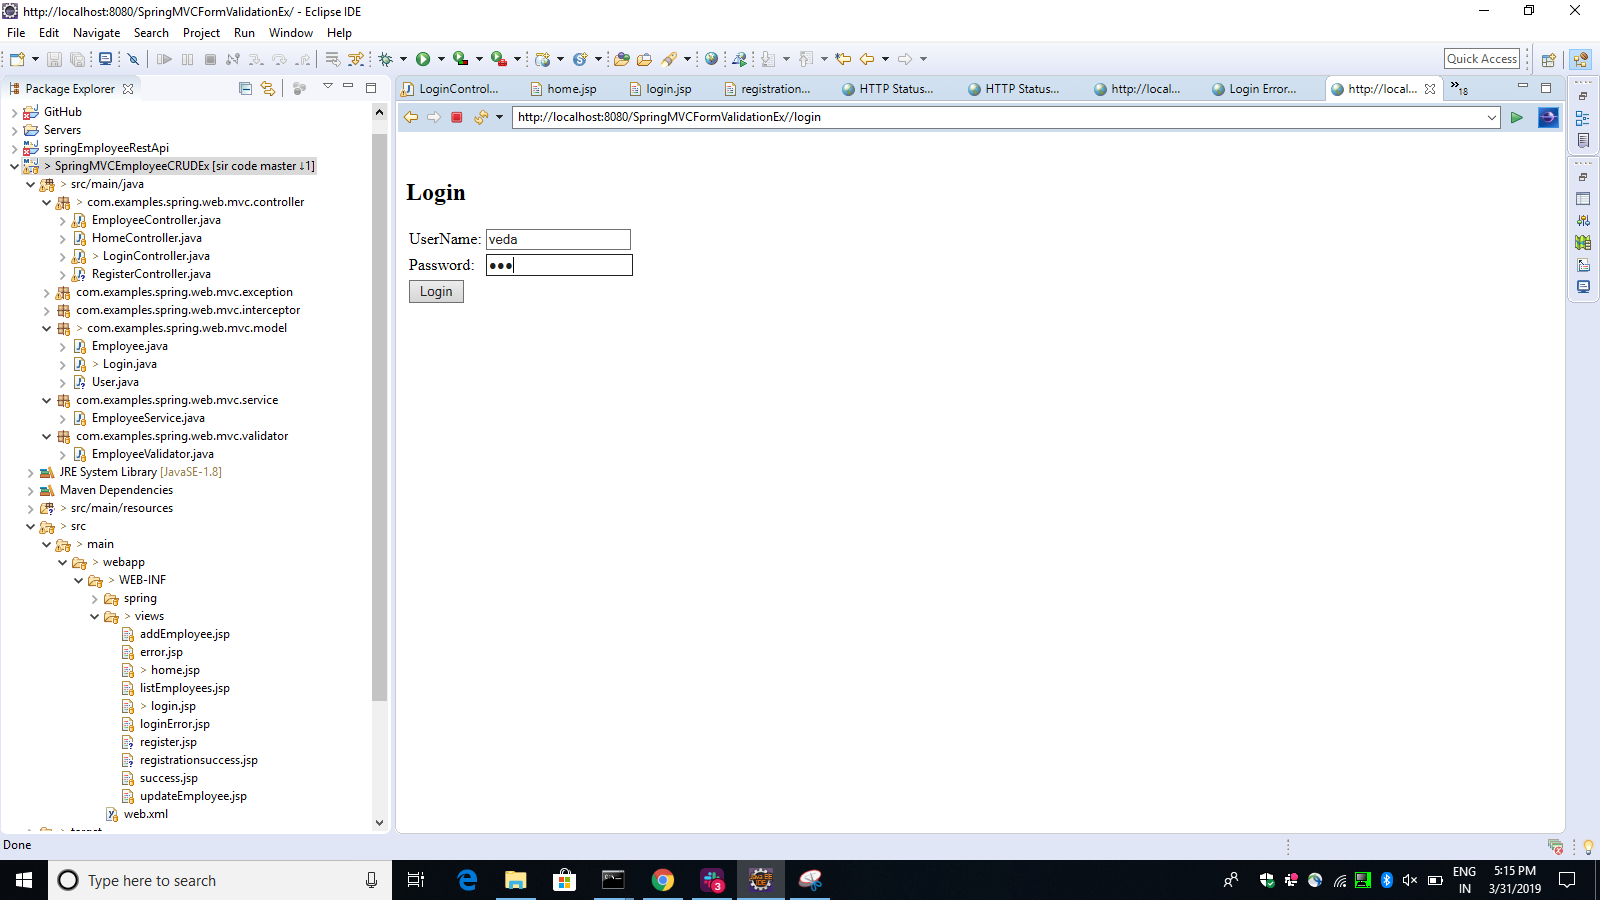 http://localhost:8080/SpringMVCFormValidationEx/ - Eclipse IDE
File Edit Navigate Search Project Run Window Help
Quick Access
Package Explorer
LoginControl... home.jsp login.jsp registration... HTTP Status... HTTP Status... http://local... Login Error... http://local... »18
http://localhost:8080/SpringMVCFormValidationEx//login
GitHub
Servers
springEmployeeRestApi
> SpringMVCEmployeeCRUDEx [sir code master ↓1]
> src/main/java
> com.examples.spring.web.mvc.controller
EmployeeController.java
HomeController.java
> LoginController.java
RegisterController.java
com.examples.spring.web.mvc.exception
com.examples.spring.web.mvc.interceptor
> com.examples.spring.web.mvc.model
Employee.java
> Login.java
User.java
com.examples.spring.web.mvc.service
EmployeeService.java
com.examples.spring.web.mvc.validator
EmployeeValidator.java
JRE System Library [JavaSE-1.8]
Maven Dependencies
> src/main/resources
> src
> main
> webapp
> WEB-INF
spring
> views
addEmployee.jsp
error.jsp
> home.jsp
listEmployees.jsp
> login.jsp
loginError.jsp
register.jsp
registrationsuccess.jsp
success.jsp
updateEmployee.jsp
web.xml
> target
Login
UserName: veda
Password: •••
Login
Done
Type here to search
3
ENG
IN
5:15 PM
3/31/2019